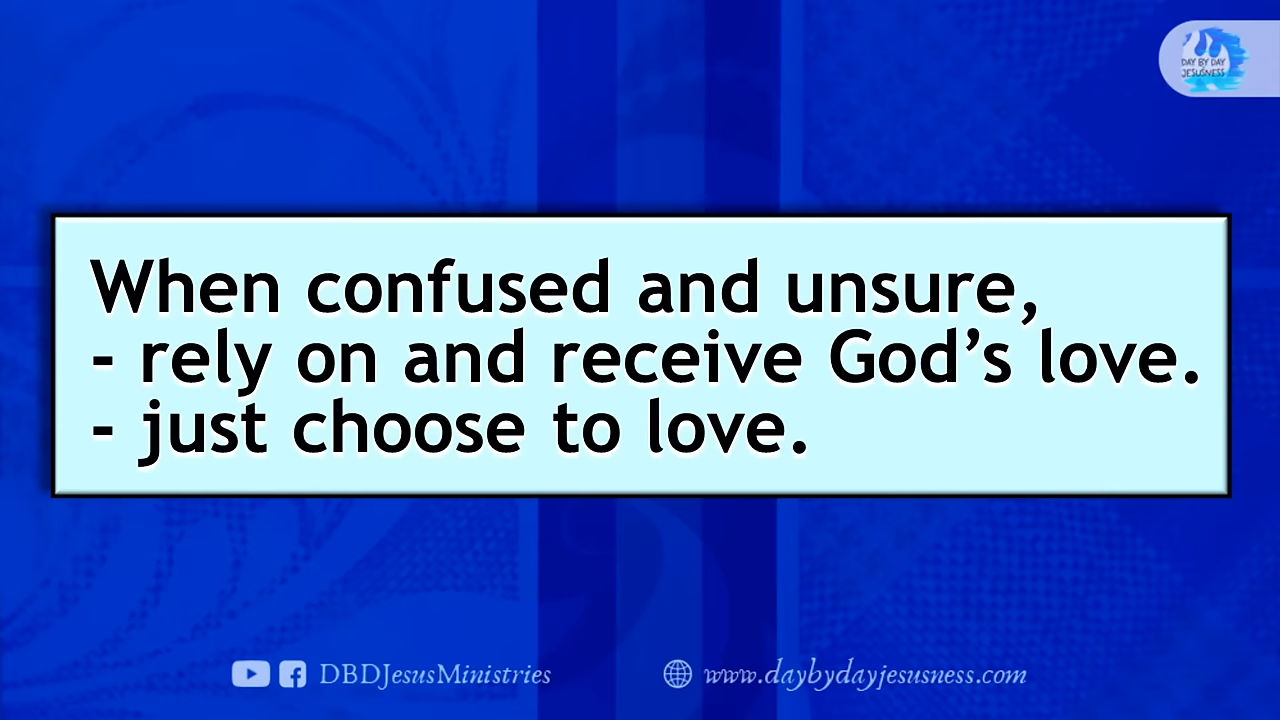 DAY BY DAY
JESUSNESS
When confused and unsure,
- rely on and receive God’s love.
- just choose to love.
DBDJesusMinistries
www.daybydayjesusness.com